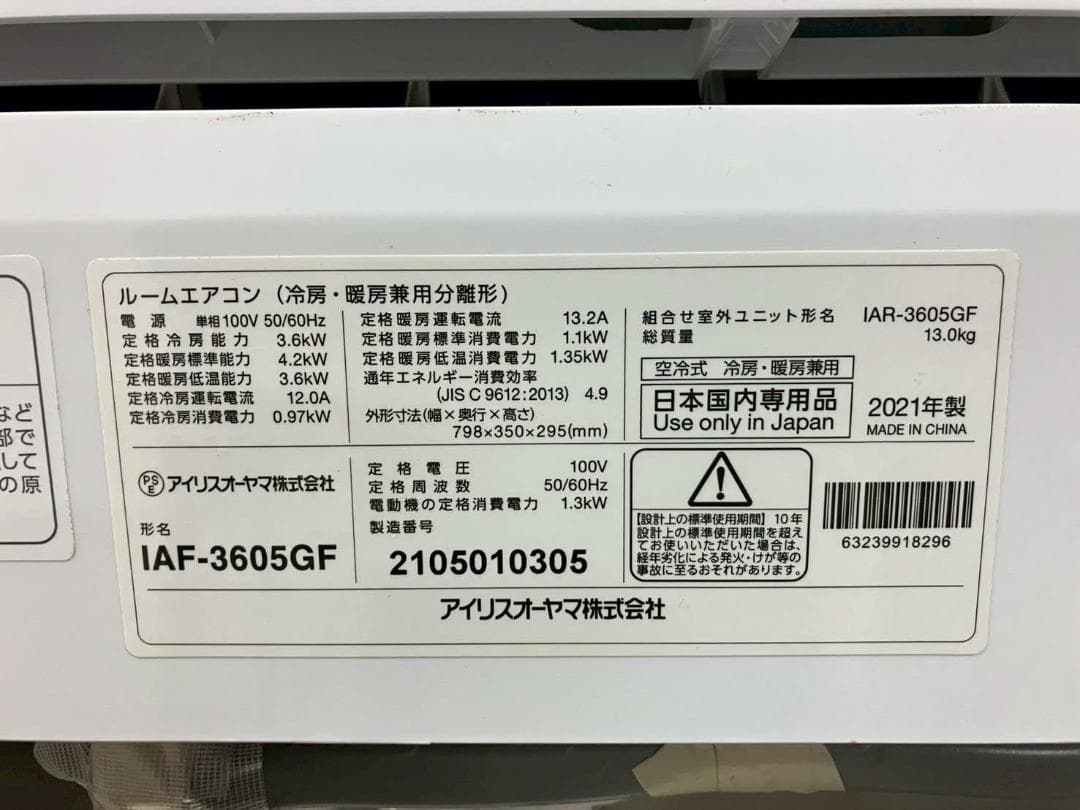 など
部で
して
の原
ルームエアコン（冷房・暖房兼用分離形）
電源 単相100V 50/60Hz
定格冷房能力 3.6kW
定格暖房標準能力 4.2kW
定格暖房低温能力 3.6kW
定格冷房運転電流 12.0A
定格冷房消費電力 0.97kW
定格暖房運転電流 13.2A
定格暖房標準消費電力 1.1kW
定格暖房低温消費電力 1.35kW
通年エネルギー消費効率
(JIS C 9612:2013) 4.9
外形寸法(幅×奥行×高さ)
798×350×295(mm)
組合せ室外ユニット形名 IAR-3605GF
総質量 13.0kg
空冷式 冷房・暖房兼用
日本国内専用品
Use only in Japan
2021年製
MADE IN CHINA
PSE アイリスオーヤマ株式会社
形名
IAF-3605GF
定格電圧 100V
定格周波数 50/60Hz
電動機の定格消費電力 1.3kW
製造番号
2105010305
【設計上の標準使用期間】10年
設計上の標準使用期間を超え
てお使いいただいた場合は、
経年劣化による発火・けが等の
事故に至るおそれがあります。
63239918296
アイリスオーヤマ株式会社